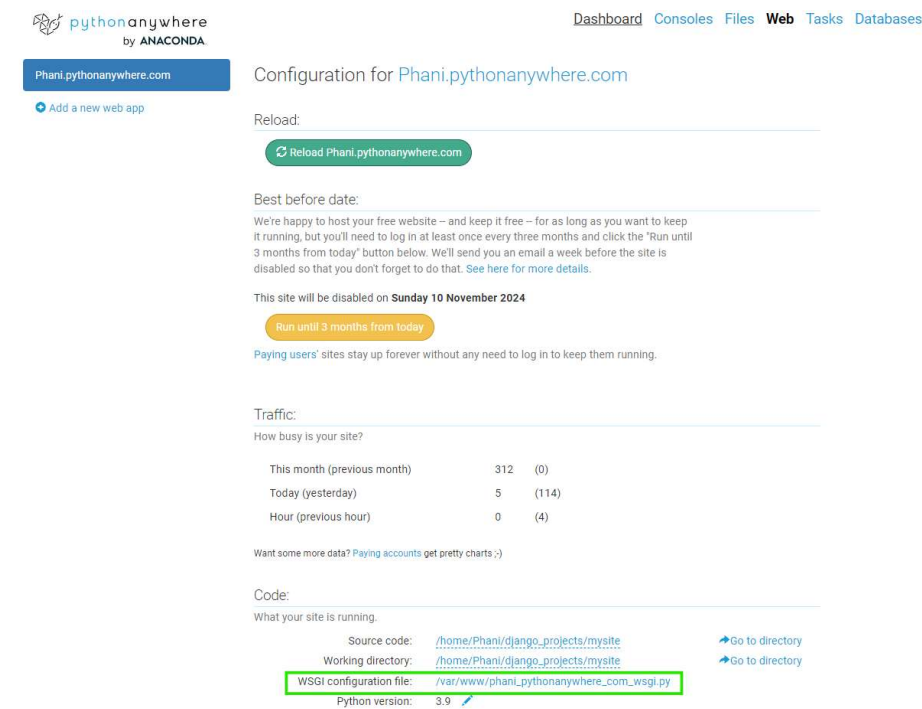 pythonanywhere
by ANACONDA
Dashboard Consoles Files Web Tasks Databases
Phani.pythonanywhere.com
Add a new web app
Configuration for Phani.pythonanywhere.com
Reload:
Reload Phani.pythonanywhere.com
Best before date:
We're happy to host your free website -- and keep it free -- for as long as you want to keep
it running, but you'll need to log in at least once every three months and click the "Run until
3 months from today" button below. We'll send you an email a week before the site is
disabled so that you don't forget to do that. See here for more details.
This site will be disabled on Sunday 10 November 2024
Run until 3 months from today
Paying users' sites stay up forever without any need to log in to keep them running.
Traffic:
How busy is your site?
This month (previous month) 312 (0)
Today (yesterday) 5 (114)
Hour (previous hour) 0 (4)
Want some more data? Paying accounts get pretty charts ;-)
Code:
What your site is running.
Source code: /home/Phani/django_projects/mysite Go to directory
Working directory: /home/Phani/django_projects/mysite Go to directory
WSGI configuration file: /var/www/phani_pythonanywhere_com_wsgi.py
Python version: 3.9